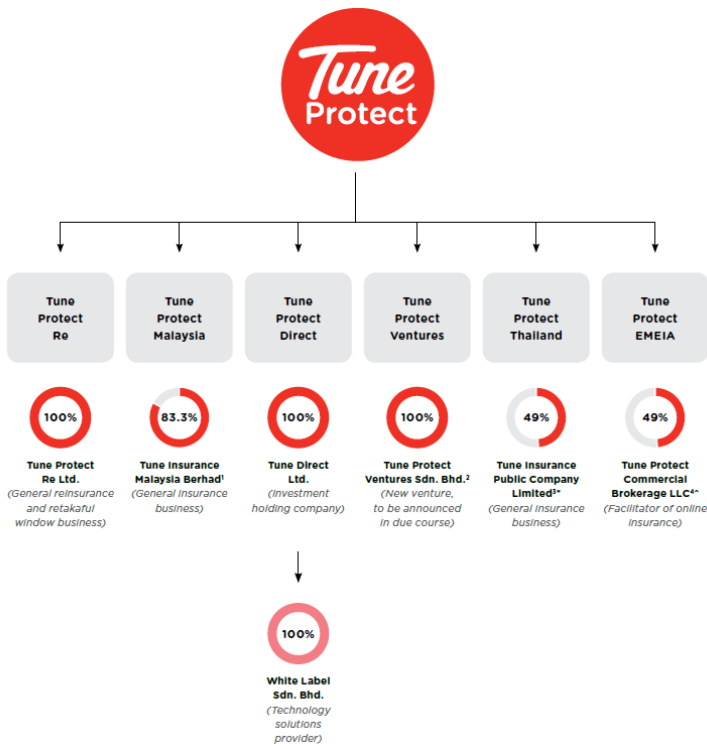 Tune
Protect
Tune
Protect
Re
Tune
Protect
Malaysia
Tune
Protect
Direct
Tune
Protect
Ventures
Tune
Protect
Thailand
Tune
Protect
EMEIA
100%
83.3%
100%
100%
49%
49%
Tune Protect
Re Ltd.
(General reinsurance
and retakaful
window business)
Tune Insurance
Malaysia Berhad¹
(General insurance
business)
Tune Direct
Ltd.
(Investment
holding company)
Tune Protect
Ventures Sdn. Bhd.²
(New venture,
to be announced
in due course)
Tune Insurance
Public Company
Limited³*
(General insurance
business)
Tune Protect
Commercial
Brokerage LLC⁴^
(Facilitator of online
insurance)
100%
White Label
Sdn. Bhd.
(Technology
solutions
provider)